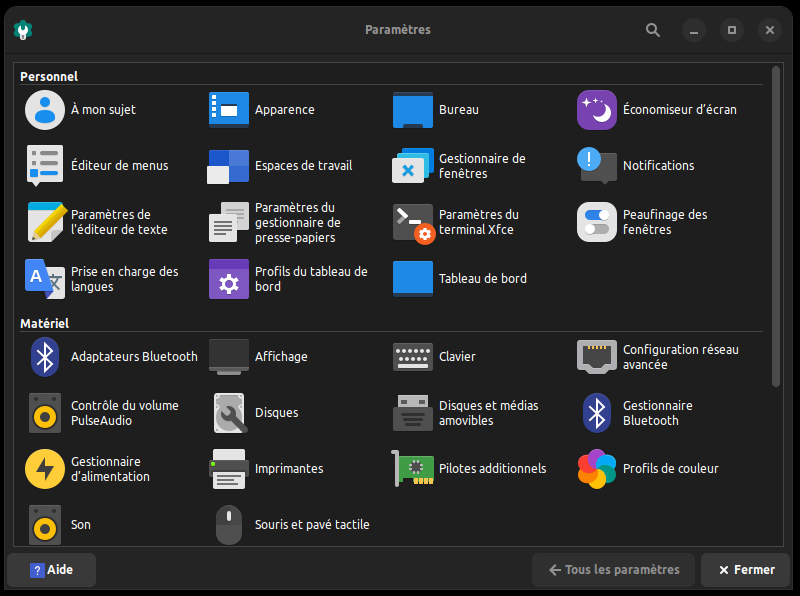 Paramètres
Personnel
À mon sujet
Apparence
Bureau
Économiseur d’écran
Éditeur de menus
Espaces de travail
Gestionnaire de
fenêtres
Notifications
Paramètres de
l'éditeur de texte
Paramètres du
gestionnaire de
presse-papiers
Paramètres du
terminal Xfce
Peaufinage des
fenêtres
Prise en charge des
langues
Profils du tableau de
bord
Tableau de bord
Matériel
Adaptateurs Bluetooth
Affichage
Clavier
Configuration réseau
avancée
Contrôle du volume
PulseAudio
Disques
Disques et médias
amovibles
Gestionnaire
Bluetooth
Gestionnaire
d’alimentation
Imprimantes
Pilotes additionnels
Profils de couleur
Son
Souris et pavé tactile
? Aide
Tous les paramètres
Fermer